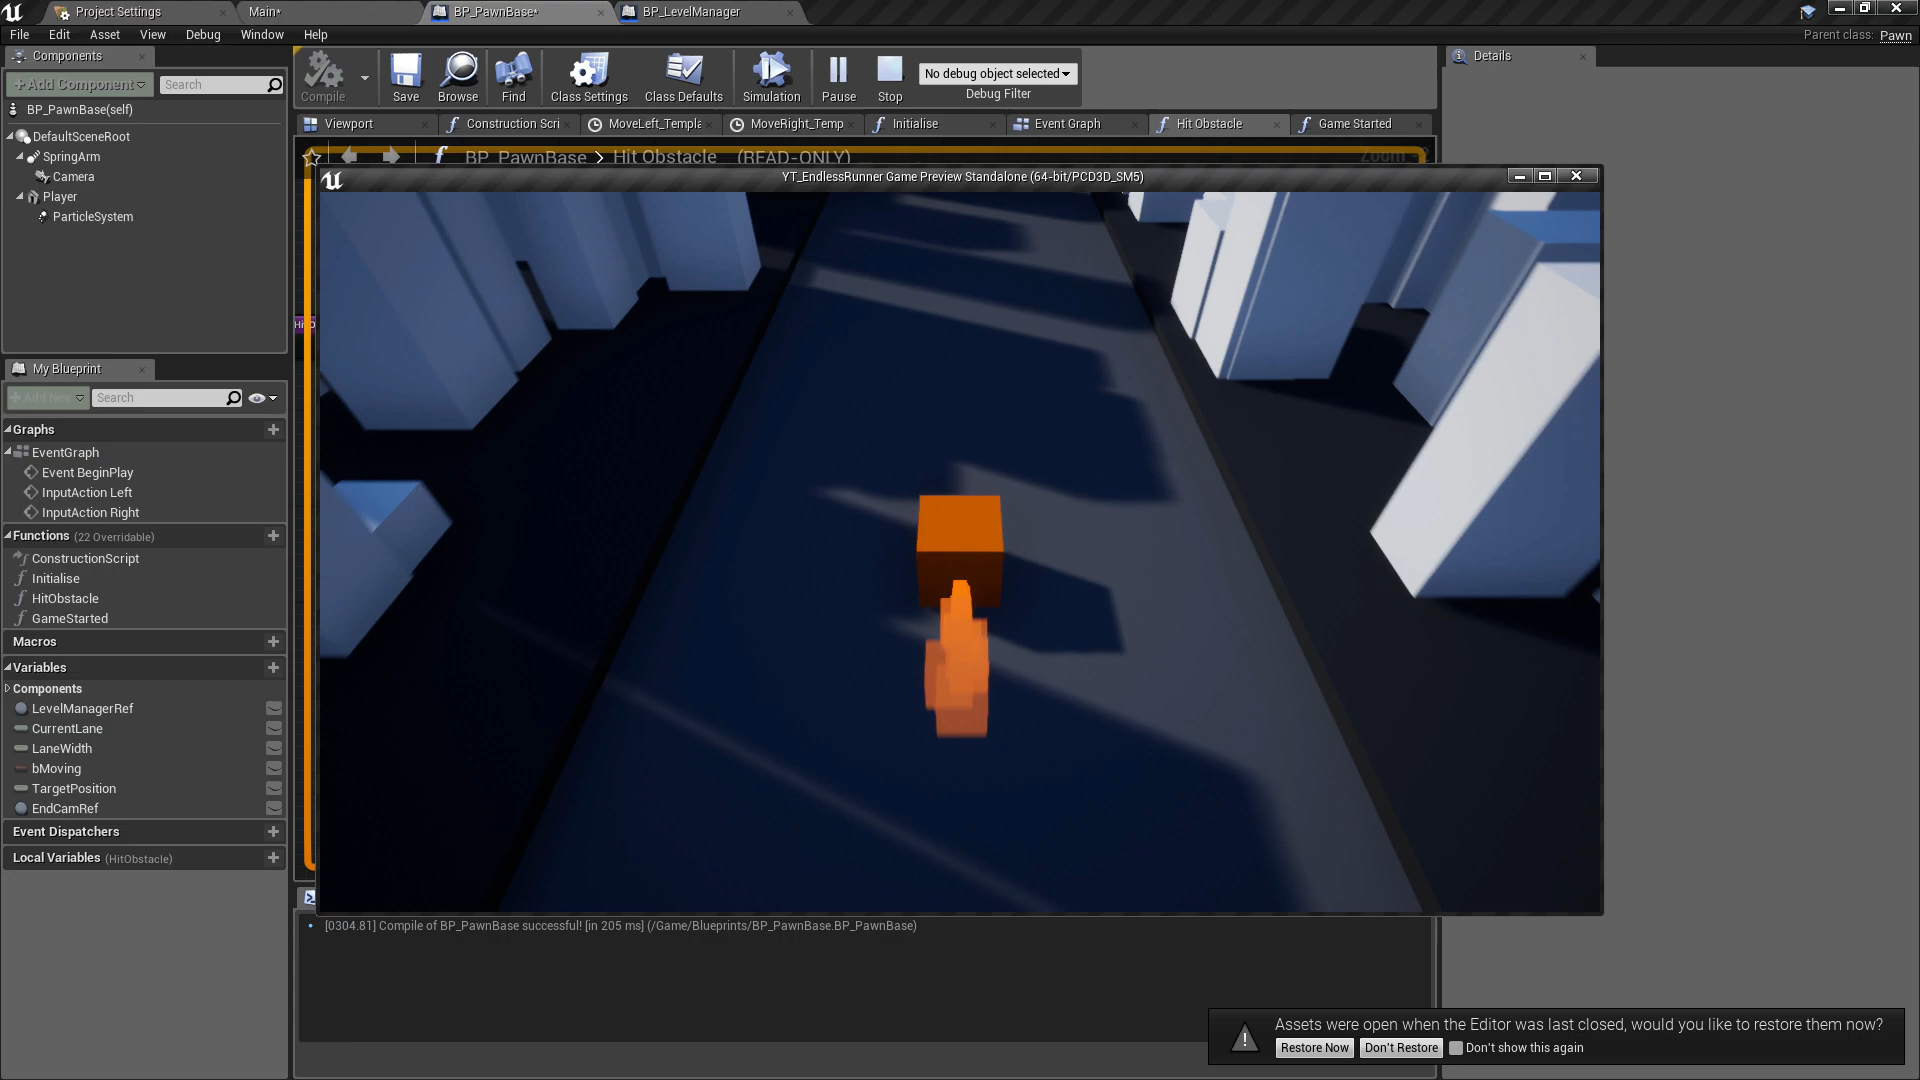 Project Settings
Main*
BP_PawnBase*
BP_LevelManager
File Edit Asset View Debug Window Help
Parent class: Pawn
Components
+Add Component
Search
BP_PawnBase(self)
DefaultSceneRoot
SpringArm
Camera
Player
ParticleSystem
Compile
Save
Browse
Find
Class Settings
Class Defaults
Simulation
Pause
Stop
No debug object selected
Debug Filter
Details
Viewport
Construction Scri
MoveLeft_Templa
MoveRight_Temp
Initialise
Event Graph
Hit Obstacle
Game Started
BP_PawnBase > Hit Obstacle (READ-ONLY)
Zoom
YT_EndlessRunner Game Preview Standalone (64-bit/PCD3D_SM5)
My Blueprint
+Add New
Search
Graphs
EventGraph
Event BeginPlay
InputAction Left
InputAction Right
Functions (22 Overridable)
ConstructionScript
Initialise
HitObstacle
GameStarted
Macros
Variables
Components
LevelManagerRef
CurrentLane
LaneWidth
bMoving
TargetPosition
EndCamRef
Event Dispatchers
Local Variables (HitObstacle)
[0304.81] Compile of BP_PawnBase successful! [in 205 ms] (/Game/Blueprints/BP_PawnBase.BP_PawnBase)
Assets were open when the Editor was last closed, would you like to restore them now?
Restore Now
Don't Restore
Don't show this again